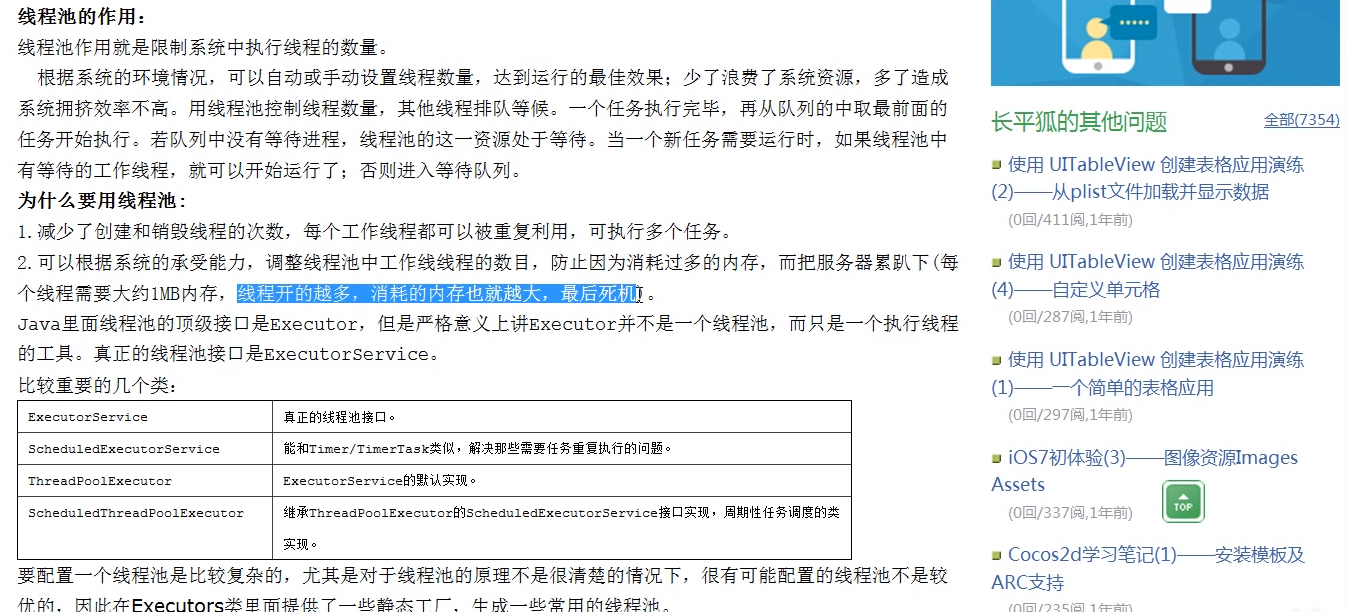 线程池的作用：
线程池作用就是限制系统中执行线程的数量。
根据系统的环境情况，可以自动或手动设置线程数量，达到运行的最佳效果；少了浪费了系统资源，多了造成
系统拥挤效率不高。用线程池控制线程数量，其他线程排队等候。一个任务执行完毕，再从队列的中取最前面的
任务开始执行。若队列中没有等待进程，线程池的这一资源处于等待。当一个新任务需要运行时，如果线程池中
有等待的工作线程，就可以开始运行了；否则进入等待队列。
为什么要用线程池：
1.减少了创建和销毁线程的次数，每个工作线程都可以被重复利用，可执行多个任务。
2.可以根据系统的承受能力，调整线程池中工作线线程的数目，防止因为消耗过多的内存，而把服务器累趴下(每
个线程需要大约1MB内存，线程开的越多，消耗的内存也就越大，最后死机)。
Java里面线程池的顶级接口是Executor，但是严格意义上讲Executor并不是一个线程池，而只是一个执行线程
的工具。真正的线程池接口是ExecutorService。
比较重要的几个类：
ExecutorService 真正的线程池接口。
ScheduledExecutorService 能和Timer/TimerTask类似，解决那些需要任务重复执行的问题。
ThreadPoolExecutor ExecutorService的默认实现。
ScheduledThreadPoolExecutor 继承ThreadPoolExecutor的ScheduledExecutorService接口实现，周期性任务调度的类
实现。
要配置一个线程池是比较复杂的，尤其是对于线程池的原理不是很清楚的情况下，很有可能配置的线程池不是较
优的，因此在Executors类里面提供了一些静态工厂，生成一些常用的线程池。
长平狐的其他问题 全部(7354)
使用 UITableView 创建表格应用演练
(2)——从plist文件加载并显示数据
(0回/411阅,1年前)
使用 UITableView 创建表格应用演练
(4)——自定义单元格
(0回/287阅,1年前)
使用 UITableView 创建表格应用演练
(1)——一个简单的表格应用
(0回/297阅,1年前)
iOS7初体验(3)——图像资源Images
Assets
(0回/337阅,1年前)
TOP
Cocos2d学习笔记(1)——安装模板及
ARC支持
(0回/235阅,1年前)